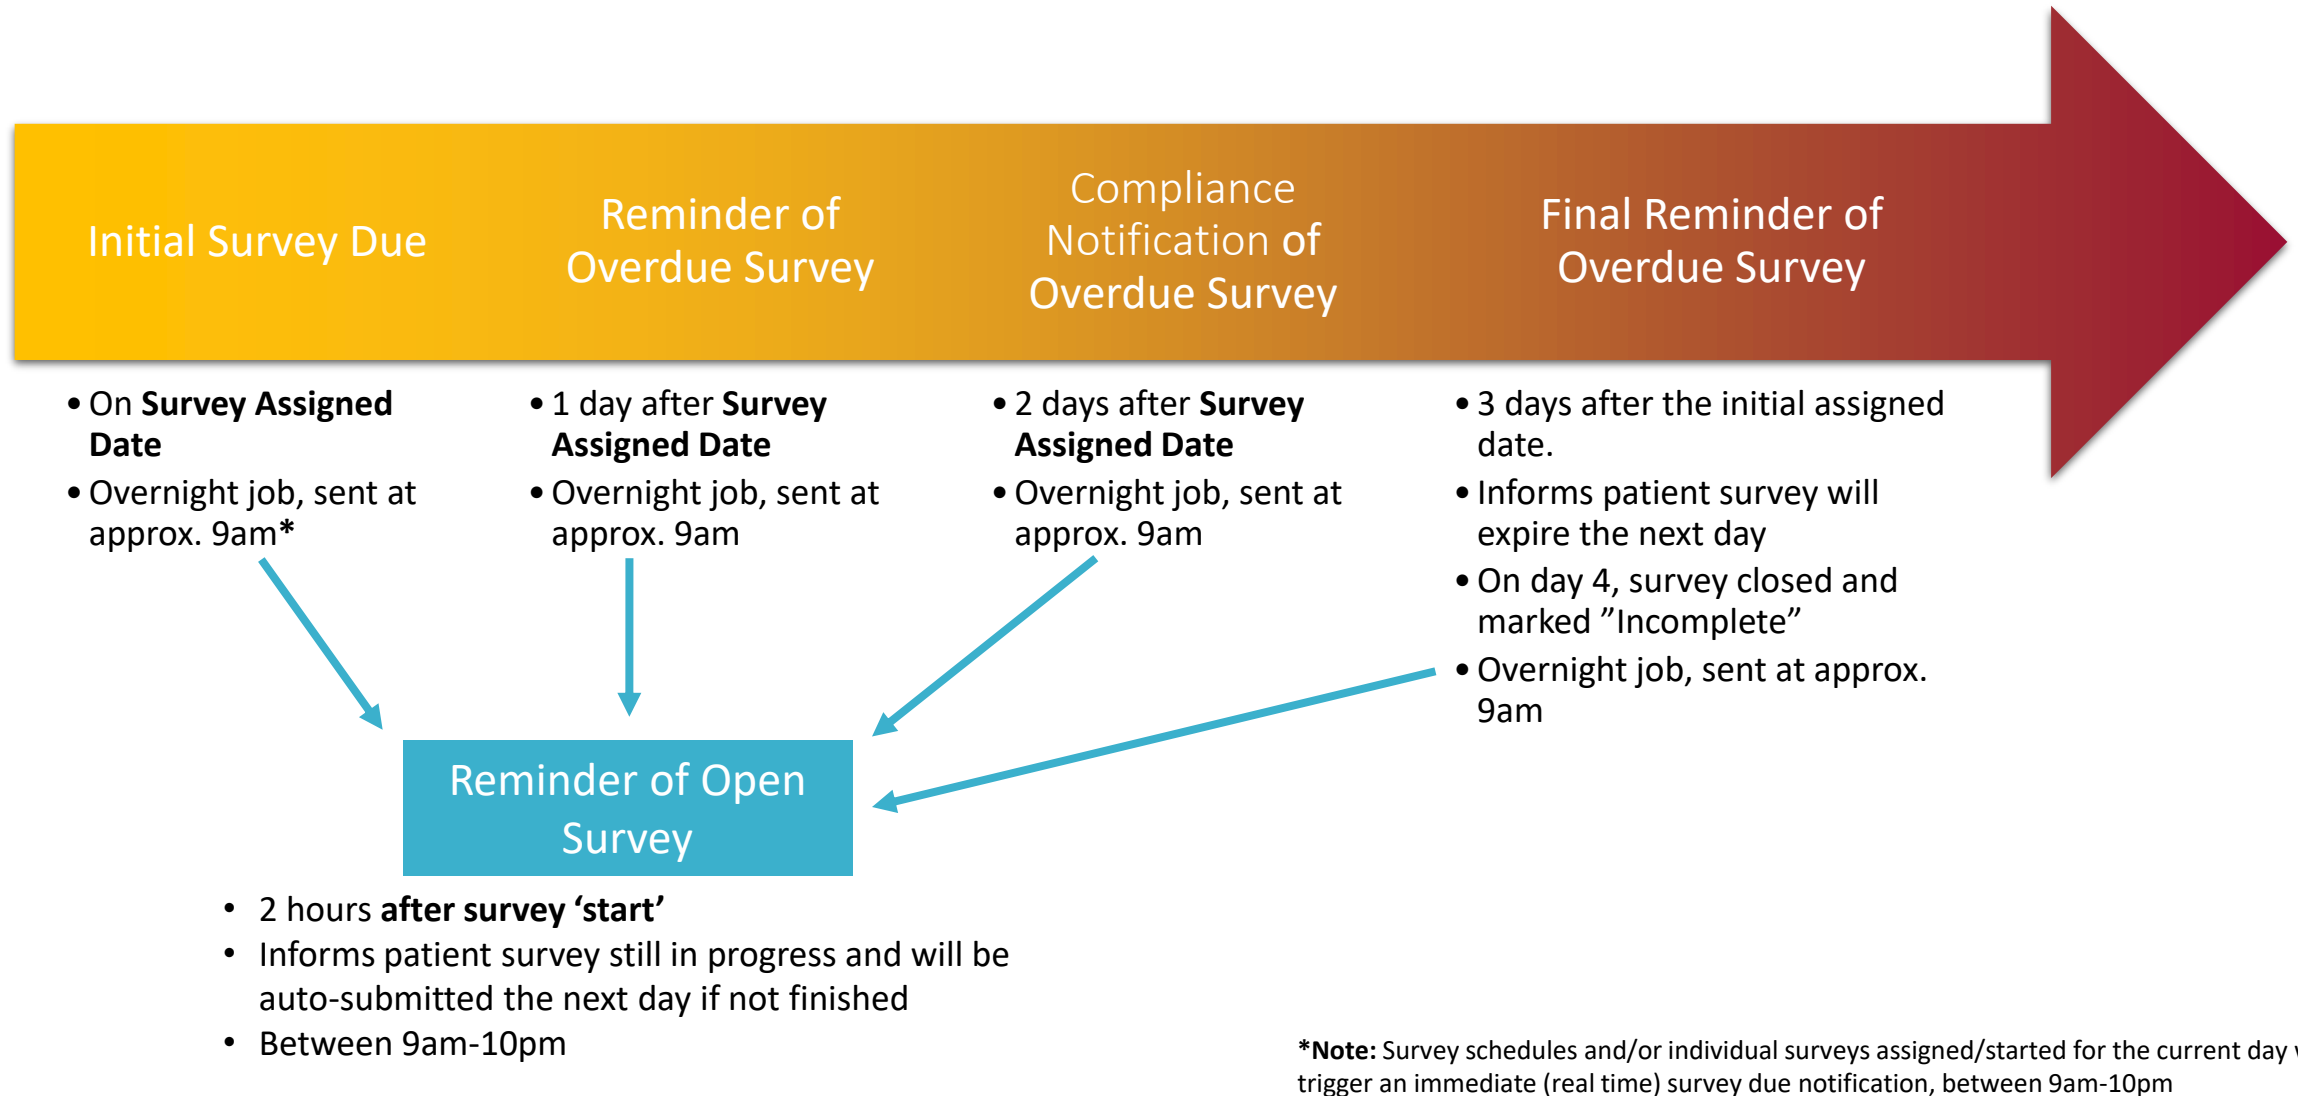 Initial Survey Due
Reminder of
Overdue Survey
Compliance
Notification of
Overdue Survey
Final Reminder of
Overdue Survey
• On Survey Assigned
Date
• Overnight job, sent at
approx. 9am*
• 1 day after Survey
Assigned Date
• Overnight job, sent at
approx. 9am
• 2 days after Survey
Assigned Date
• Overnight job, sent at
approx. 9am
• 3 days after the initial assigned
date.
• Informs patient survey will
expire the next day
• On day 4, survey closed and
marked ”Incomplete”
• Overnight job, sent at approx.
9am
Reminder of Open
Survey
• 2 hours after survey ‘start’
• Informs patient survey still in progress and will be
auto-submitted the next day if not finished
• Between 9am-10pm
*Note: Survey schedules and/or individual surveys assigned/started for the current day
trigger an immediate (real time) survey due notification, between 9am-10pm